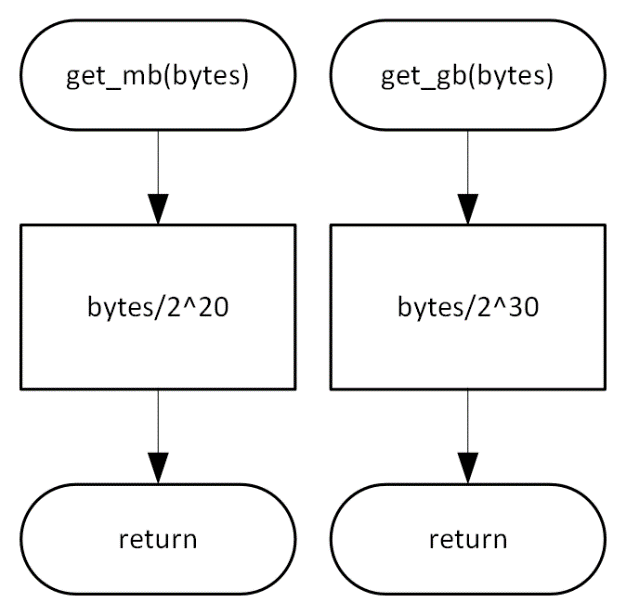 get_mb(bytes)
get_gb(bytes)
bytes/2^20
bytes/2^30
return
return